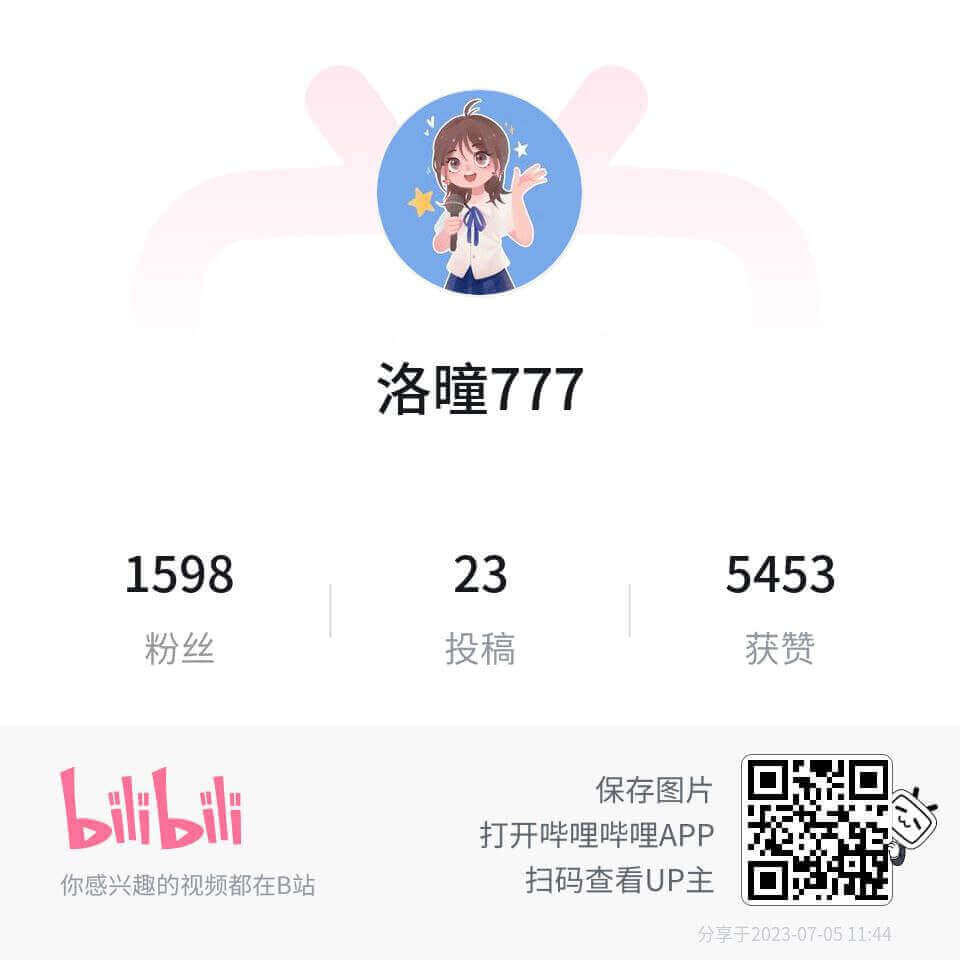 洛曈777
1598
粉丝
23
投稿
5453
获赞
bilibili
你感兴趣的视频都在B站
保存图片
打开哔哩哔哩APP
扫码查看UP主
分享于2023-07-05 11:44